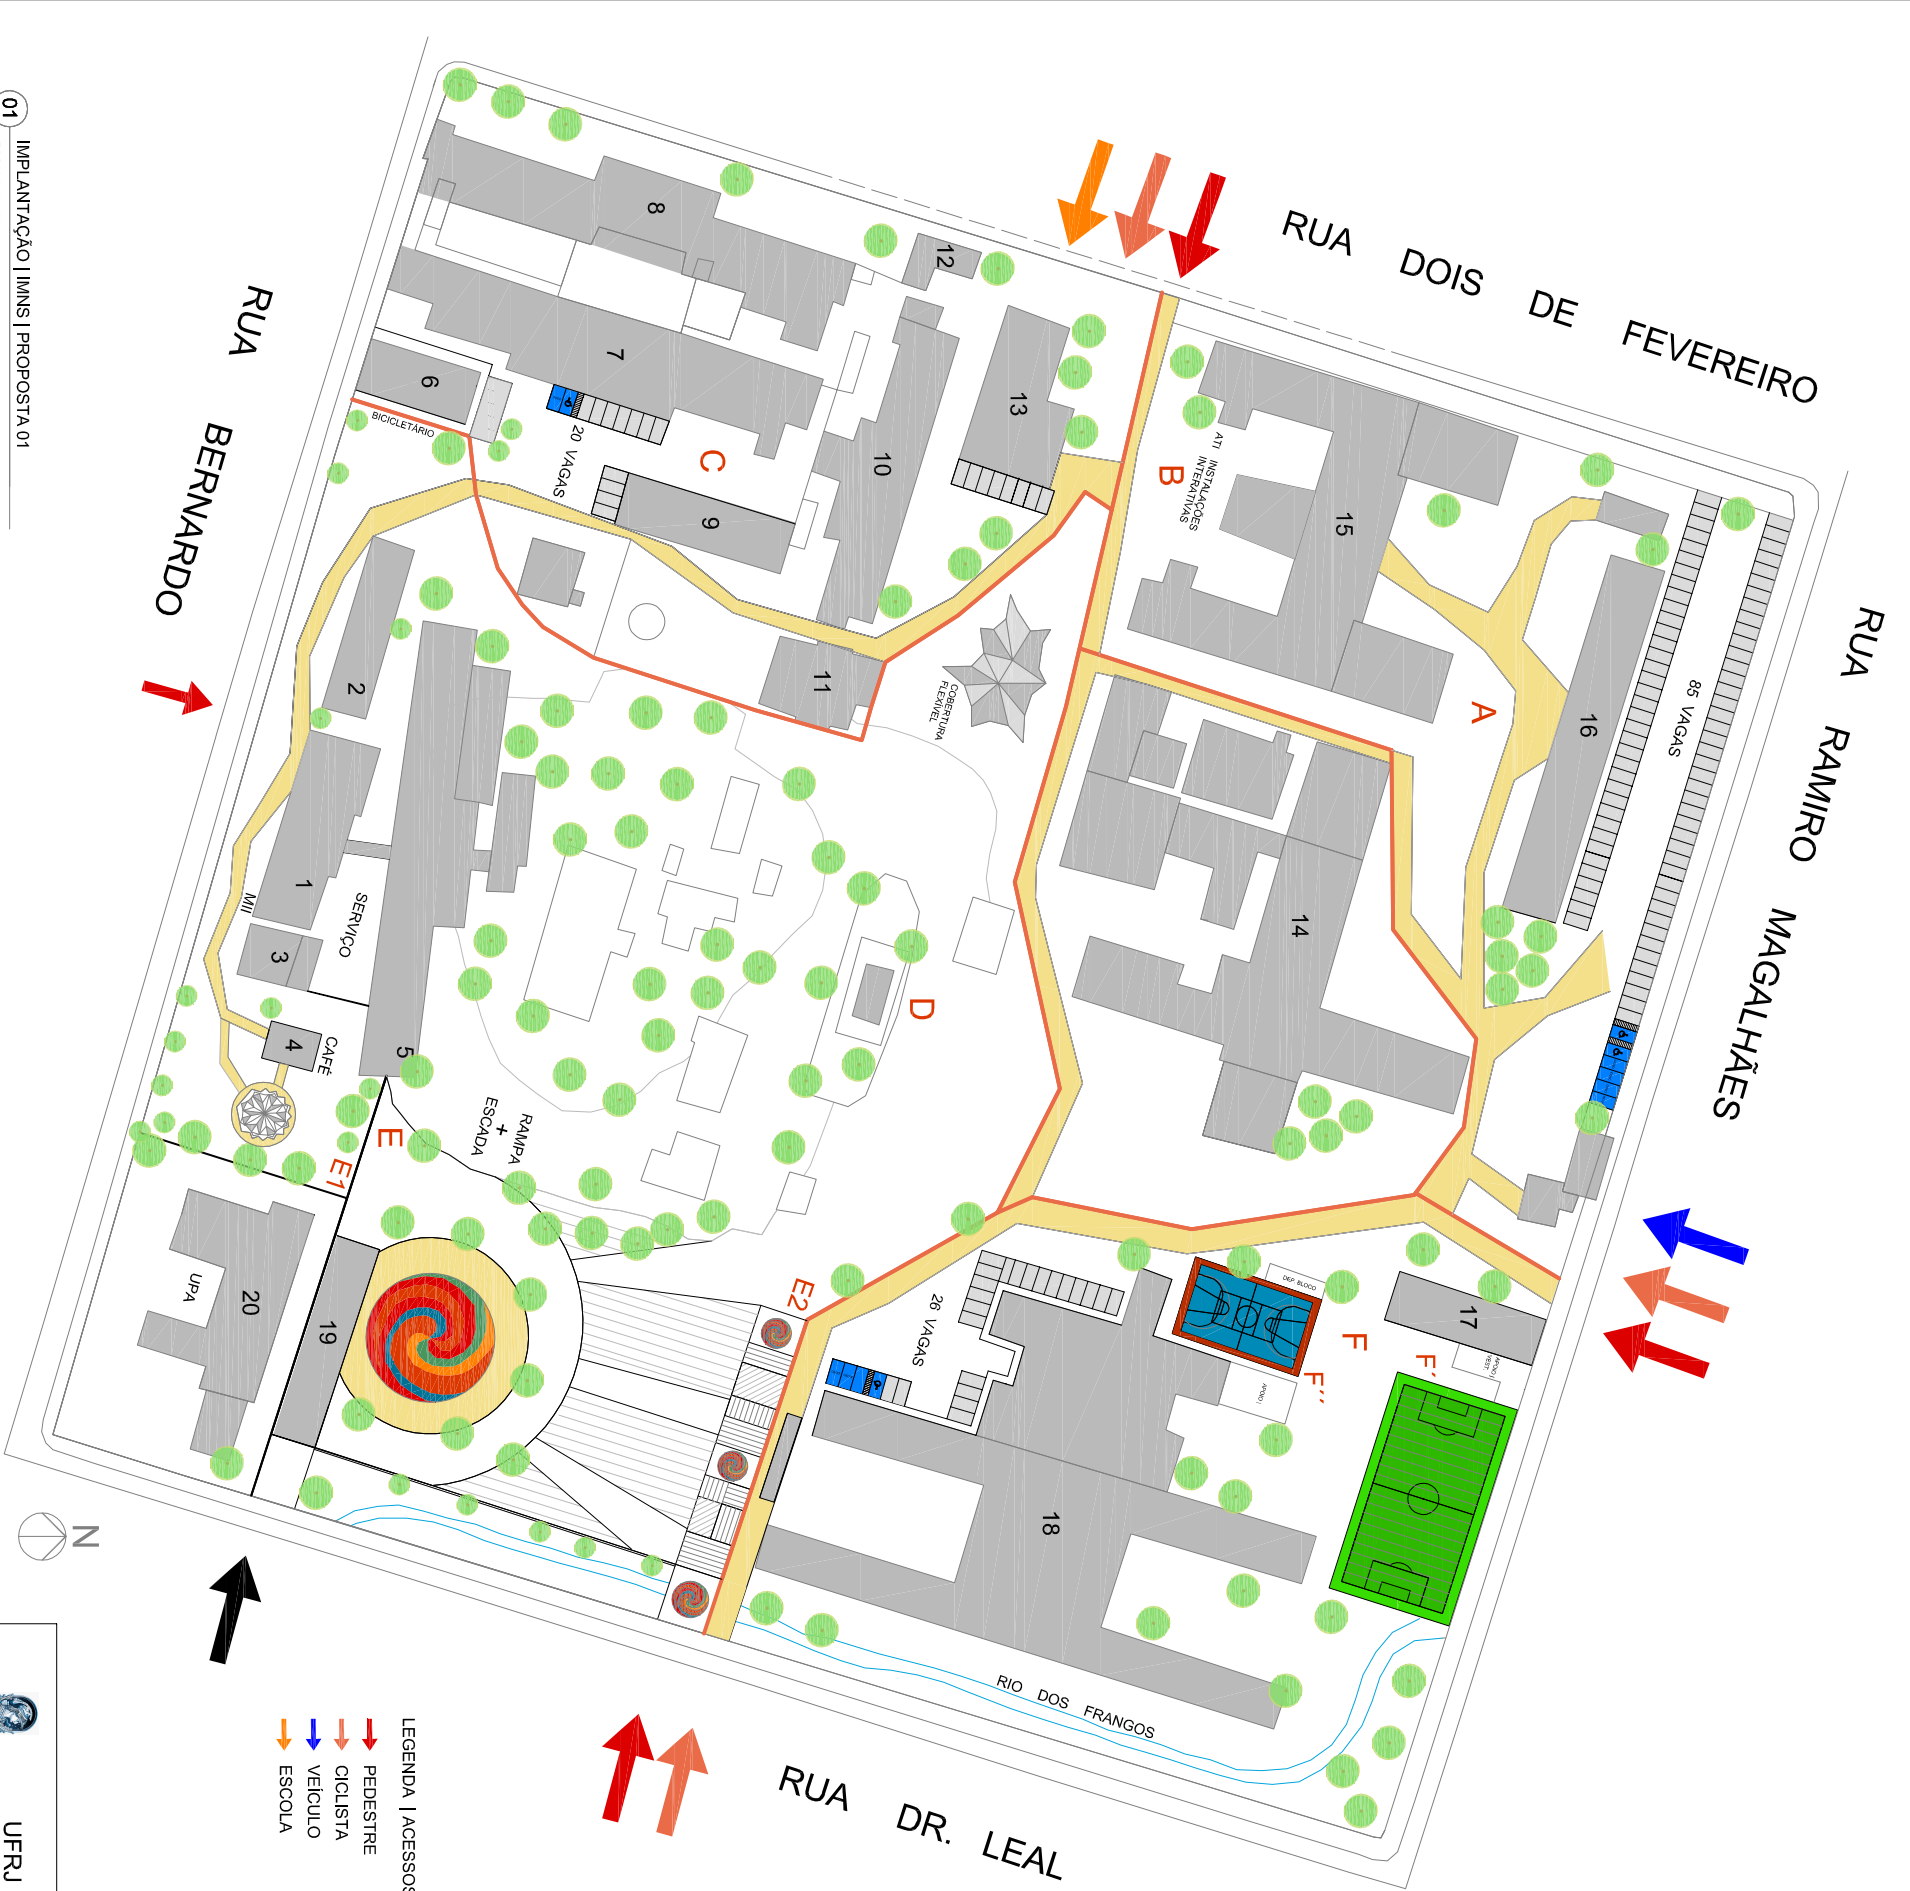 01
IMPLANTAÇÃO | IMNS | PROPOSTA 01
RUA DOIS DE FEVEREIRO
RUA RAMIRO MAGALHÃES
RUA BERNARDO
RUA DR. LEAL
8
12
7
6
BICICLETÁRIO
20 VAGAS
C
9
10
13
B
ATI INSTALAÇÕES
INTERATIVAS
15
A
16
85 VAGAS
11
COBERTURA
FLEXÍVEL
2
1
MII
SERVIÇO
3
4
CAFÉ
5
D
14
RAMPA
+
ESCADA
E
E1
E2
20
UPA
19
26 VAGAS
DEP. BLOCO
F
F´
F´´
APOIO
17
18
RIO DOS FRANGOS
N
LEGENDA | ACESSOS
PEDESTRE
CICLISTA
VEÍCULO
ESCOLA
UFRJ